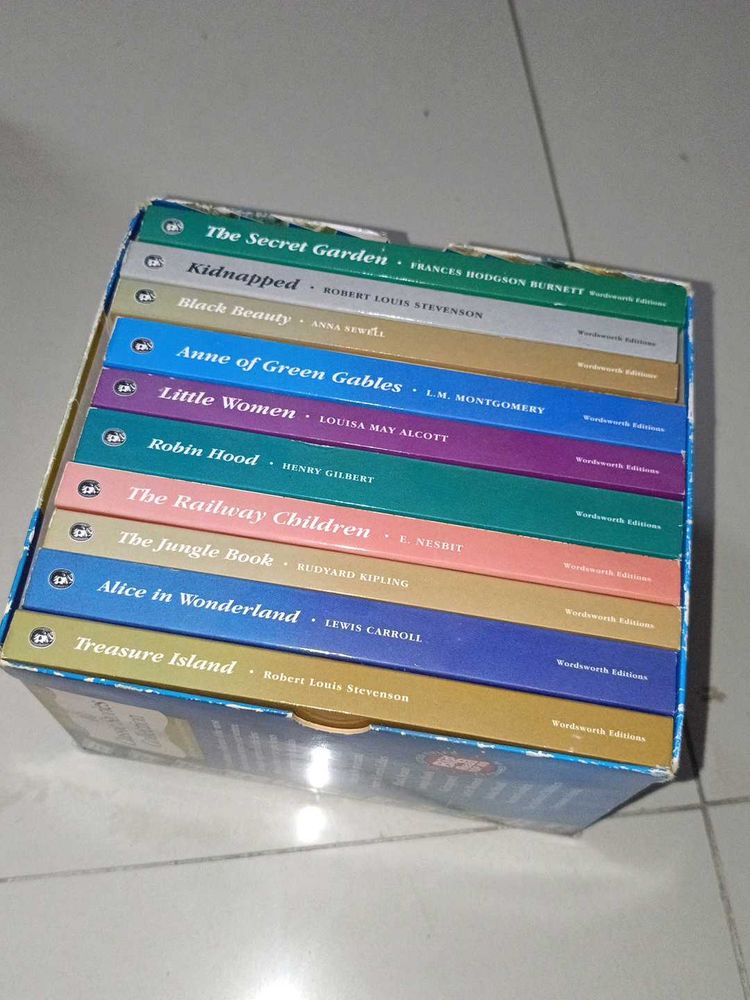 The Secret Garden • FRANCES HODGSON BURNETT Wordsworth Editions
Kidnapped • ROBERT LOUIS STEVENSON Wordsworth Editions
Black Beauty • ANNA SEWELL Wordsworth Editions
Anne of Green Gables • L.M. MONTGOMERY Wordsworth Editions
Little Women • LOUISA MAY ALCOTT Wordsworth Editions
Robin Hood • HENRY GILBERT Wordsworth Editions
The Railway Children • E. NESBIT Wordsworth Editions
The Jungle Book • RUDYARD KIPLING Wordsworth Editions
Alice in Wonderland • LEWIS CARROLL Wordsworth Editions
Treasure Island • Robert Louis Stevenson Wordsworth Editions